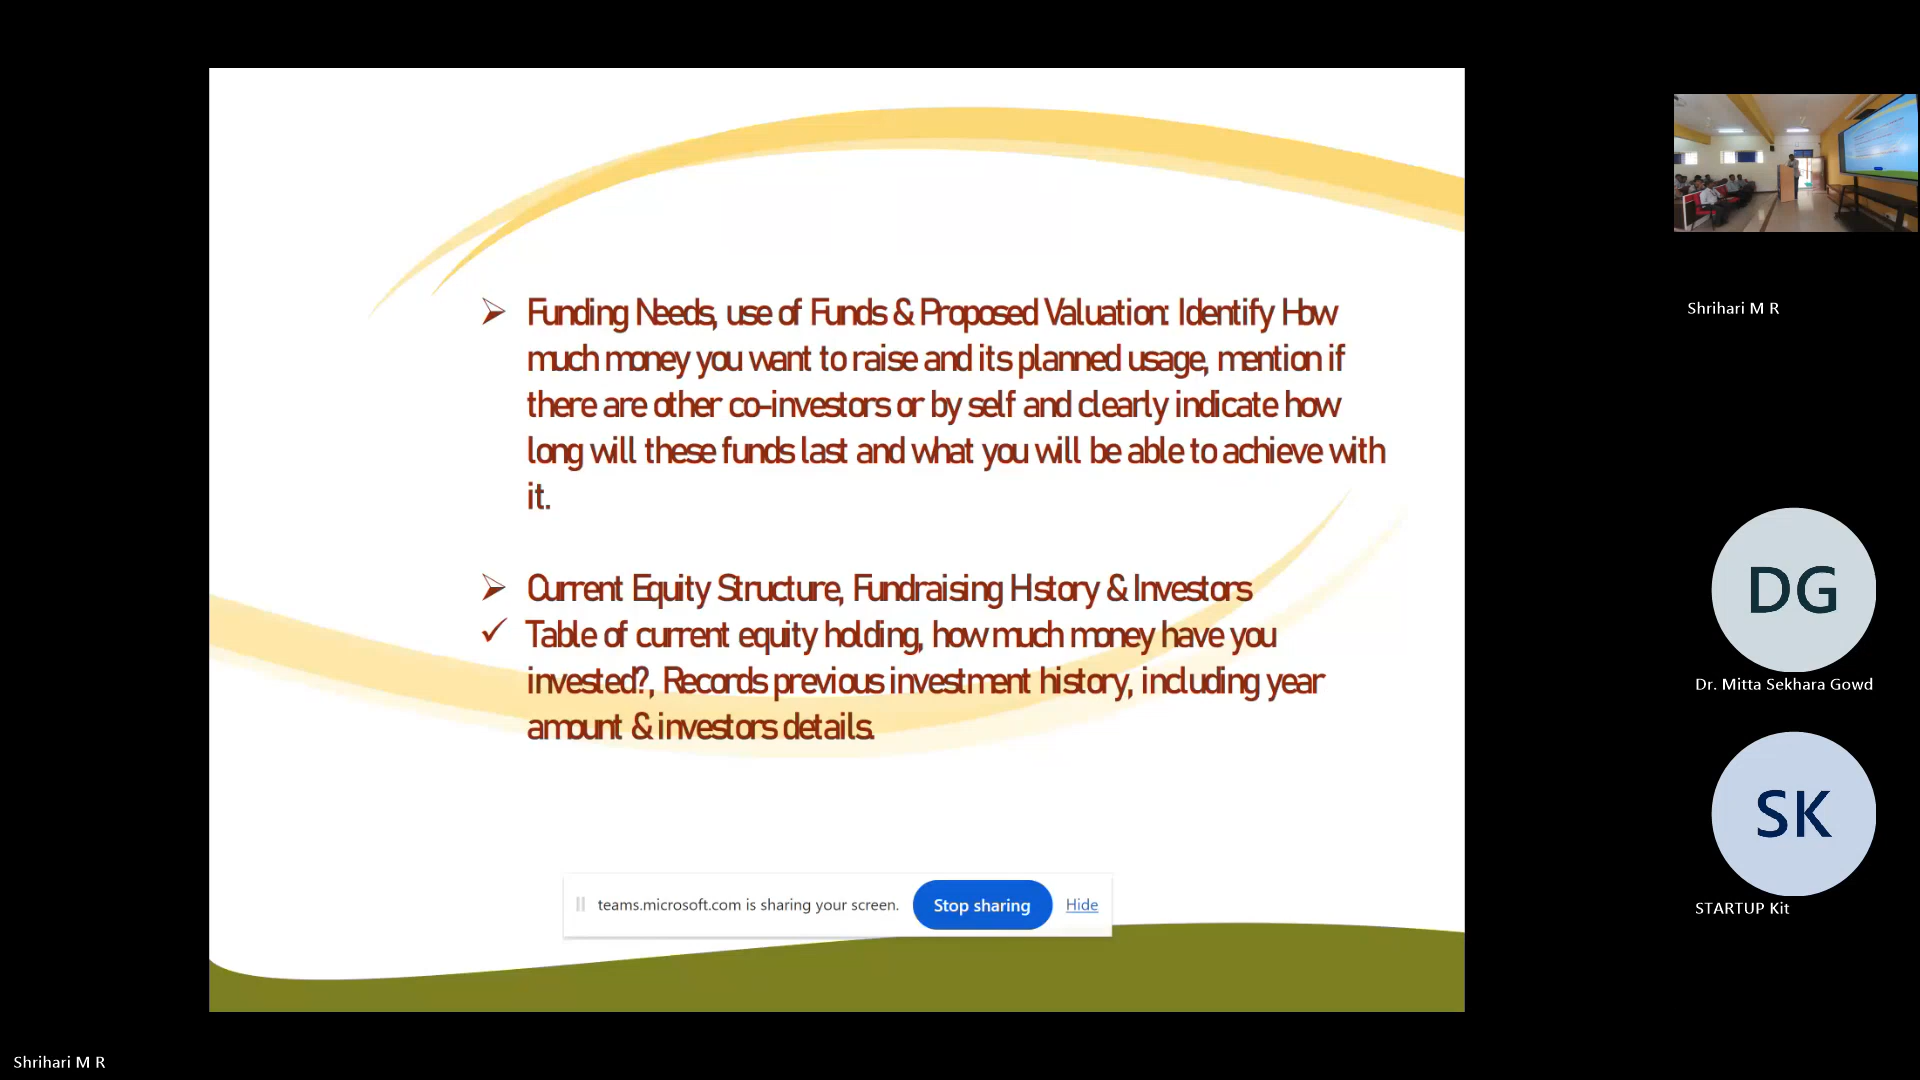 Funding Needs, use of Funds & Proposed Valuation: Identify How
much money you want to raise and its planned usage, mention if
there are other co-investors or by self and clearly indicate how
long will these funds last and what you will be able to achieve with
it.
Current Equity Structure, Fundraising History & Investors
Table of current equity holding, how much money have you
invested?, Records previous investment history, including year
amount & investors details.
teams.microsoft.com is sharing your screen. Stop sharing Hide
Shrihari M R
DG
Dr. Mitta Sekhara Gowd
SK
STARTUP Kit
Shrihari M R